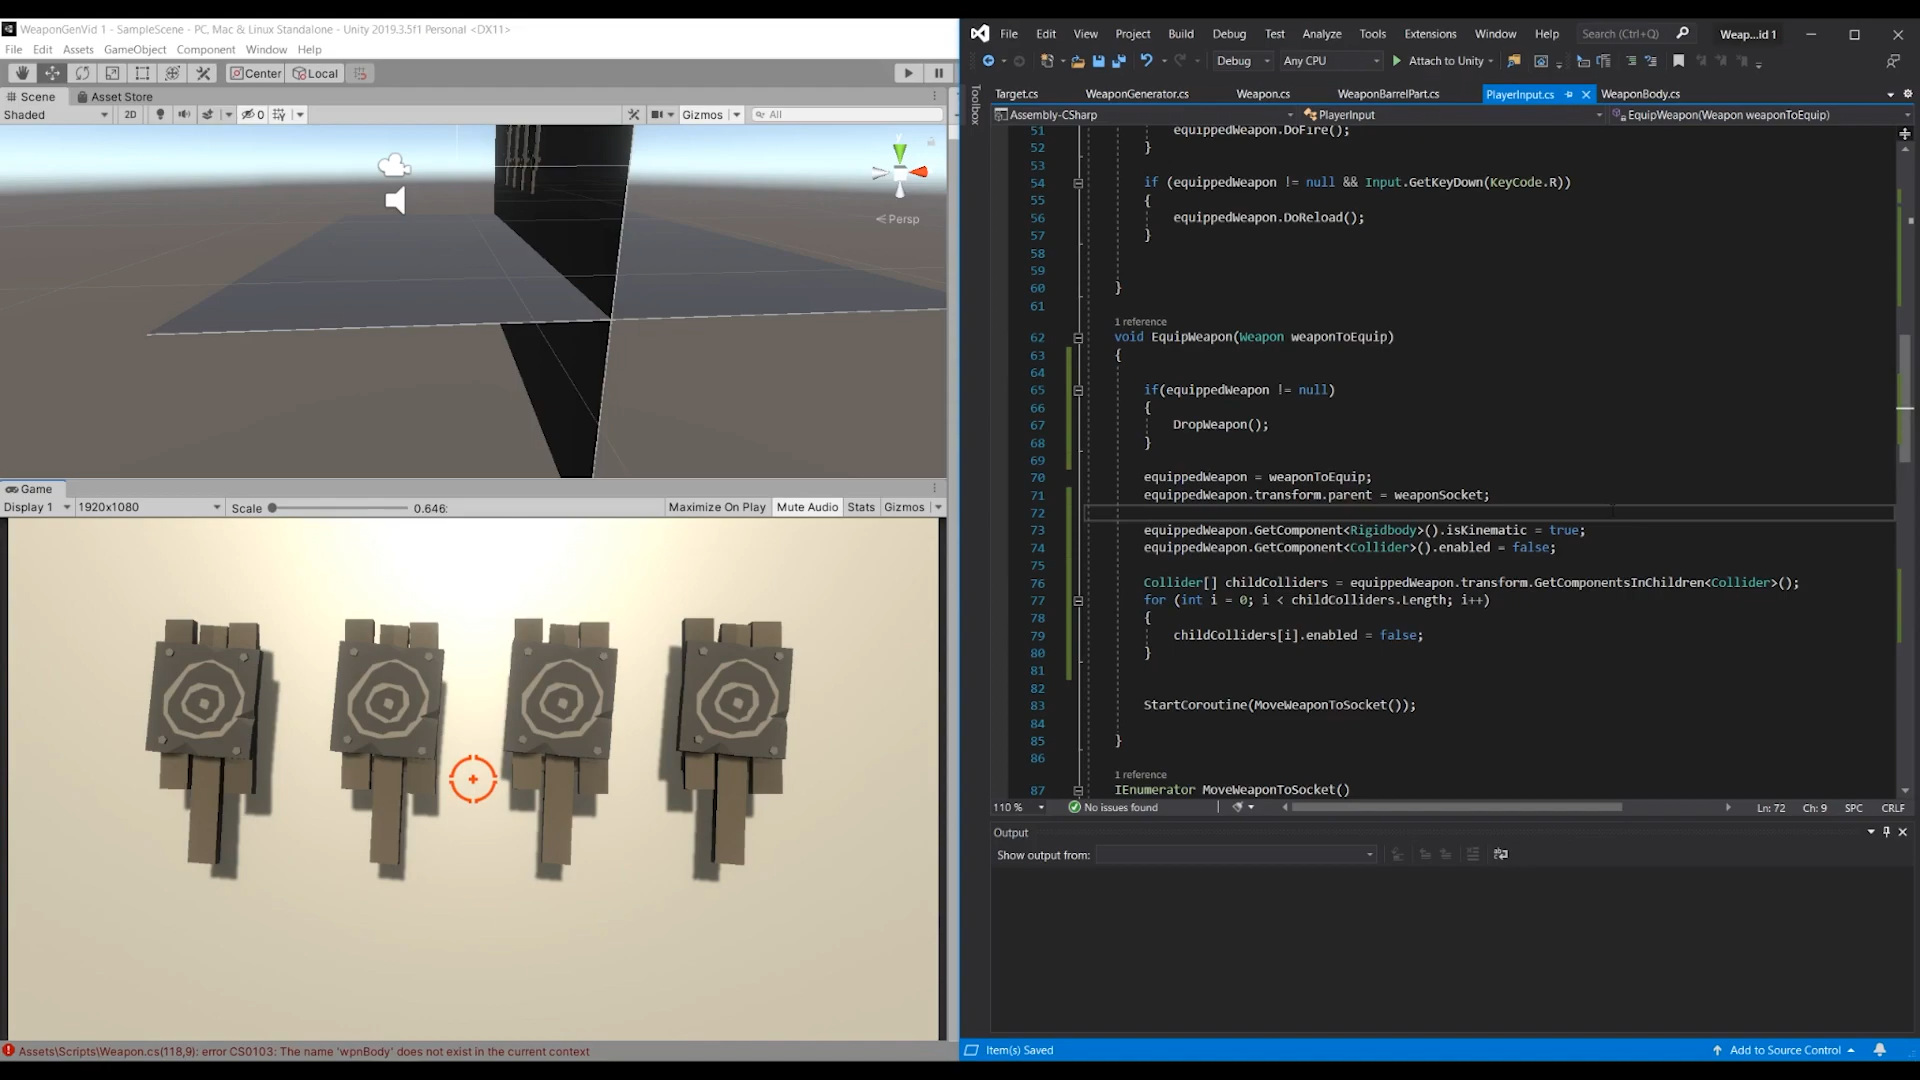 WeaponGenVid 1 - SampleScene - PC, Mac & Linux Standalone - Unity 2019.3.5f1 Personal <DX11>
File Edit Assets GameObject Component Window Help
Center Local
Scene Asset Store
Shaded 2D 0 Gizmos All
y
Persp
Game
Display 1 1920x1080 Scale 0.646: Maximize On Play Mute Audio Stats Gizmos
Assets\Scripts\Weapon.cs(118,9): error CS0103: The name 'wpnBody' does not exist in the current context
File Edit View Project Build Debug Test Analyze Tools Extensions Window Help Search (Ctrl+Q) Weap...id 1
Debug Any CPU Attach to Unity
Toolbox
Target.cs WeaponGenerator.cs Weapon.cs WeaponBarrelPart.cs PlayerInput.cs WeaponBody.cs
Assembly-CSharp PlayerInput EquipWeapon(Weapon weaponToEquip)
51 equippedWeapon.DoFire();
52 }
53
54 if (equippedWeapon != null && Input.GetKeyDown(KeyCode.R))
55 {
56 equippedWeapon.DoReload();
57 }
58
59
60 }
61
1 reference
62 void EquipWeapon(Weapon weaponToEquip)
63 {
64
65 if(equippedWeapon != null)
66 {
67 DropWeapon();
68 }
69
70 equippedWeapon = weaponToEquip;
71 equippedWeapon.transform.parent = weaponSocket;
72
73 equippedWeapon.GetComponent<Rigidbody>().isKinematic = true;
74 equippedWeapon.GetComponent<Collider>().enabled = false;
75
76 Collider[] childColliders = equippedWeapon.transform.GetComponentsInChildren<Collider>();
77 for (int i = 0; i < childColliders.Length; i++)
78 {
79 childColliders[i].enabled = false;
80 }
81
82
83 StartCoroutine(MoveWeaponToSocket());
84
85 }
86
1 reference
87 IEnumerator MoveWeaponToSocket()
110 % No issues found Ln: 72 Ch: 9 SPC CRLF
Output
Show output from:
Item(s) Saved Add to Source Control